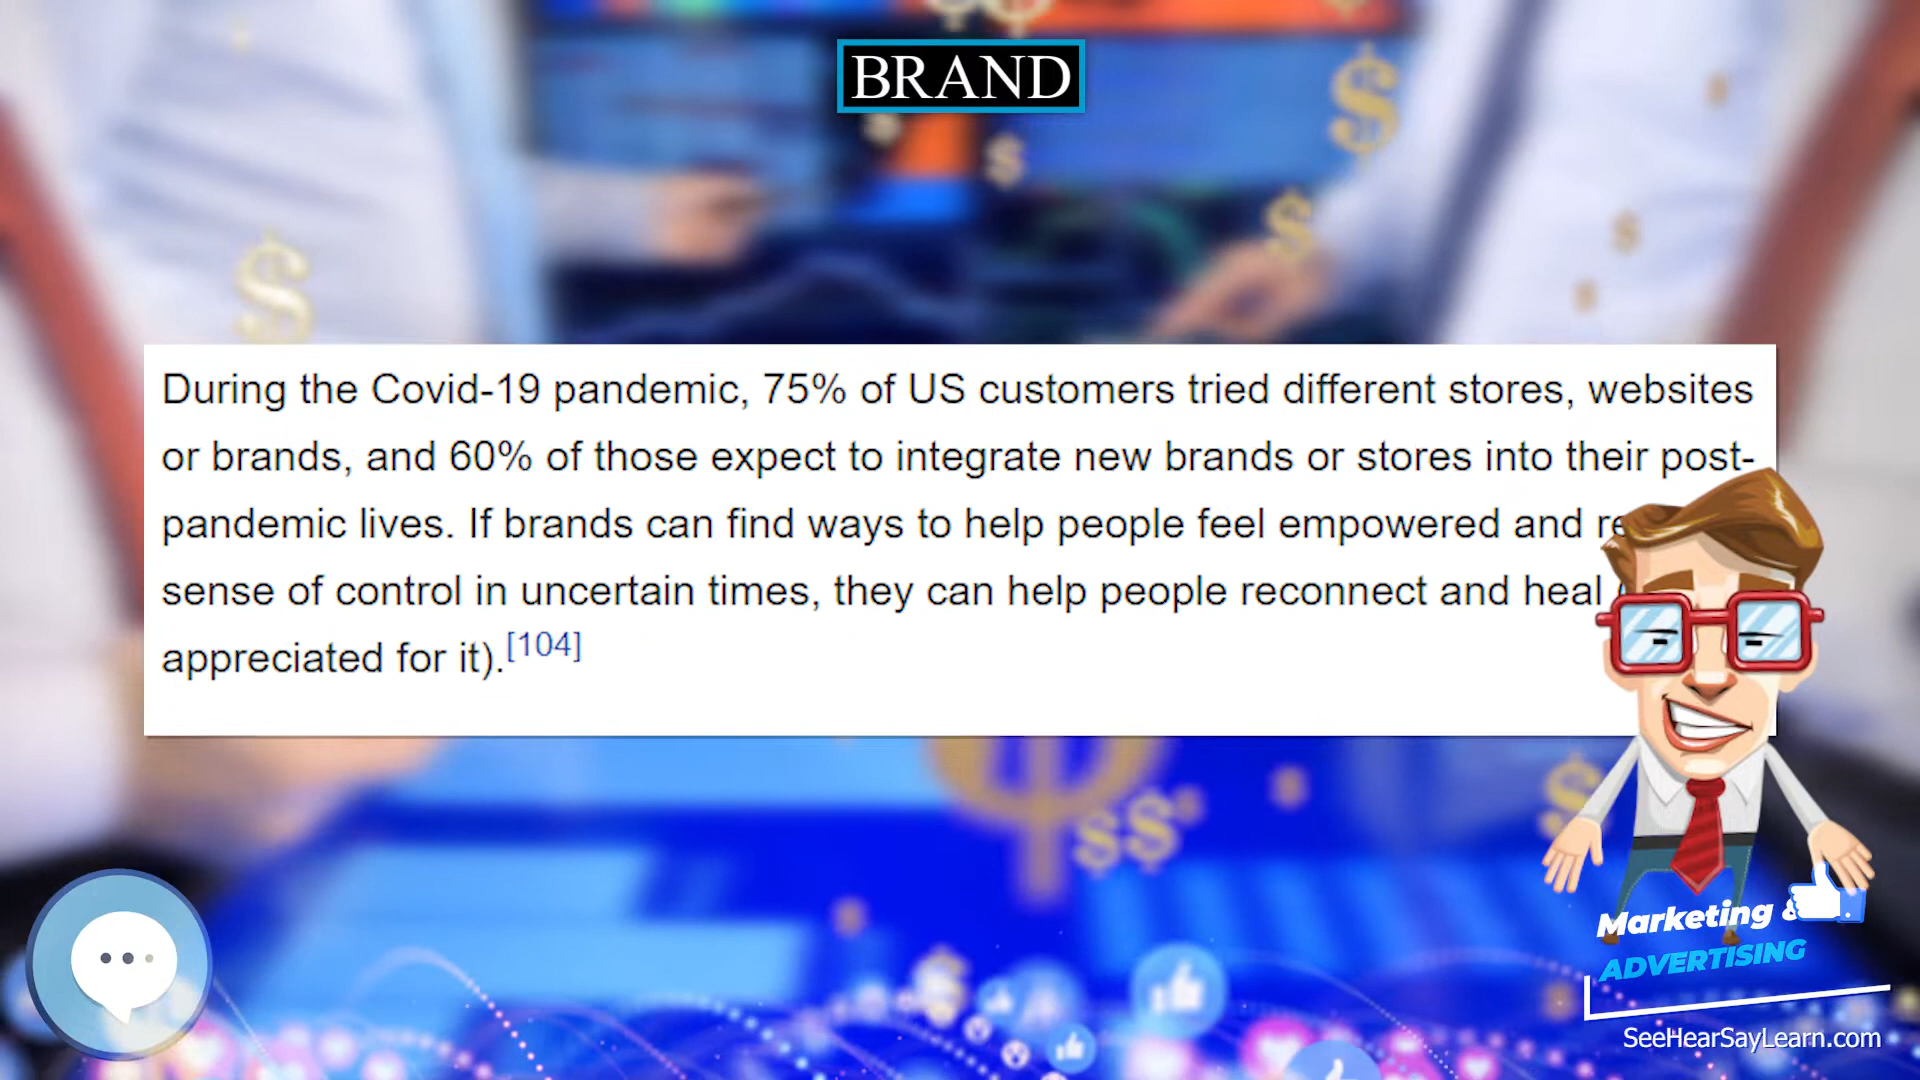 BRAND
During the Covid-19 pandemic, 75% of US customers tried different stores, websites
or brands, and 60% of those expect to integrate new brands or stores into their post-
pandemic lives. If brands can find ways to help people feel empowered and
sense of control in uncertain times, they can help people reconnect and heal
appreciated for it).[104]
Marketing &
ADVERTISING
SeeHearSayLearn.com